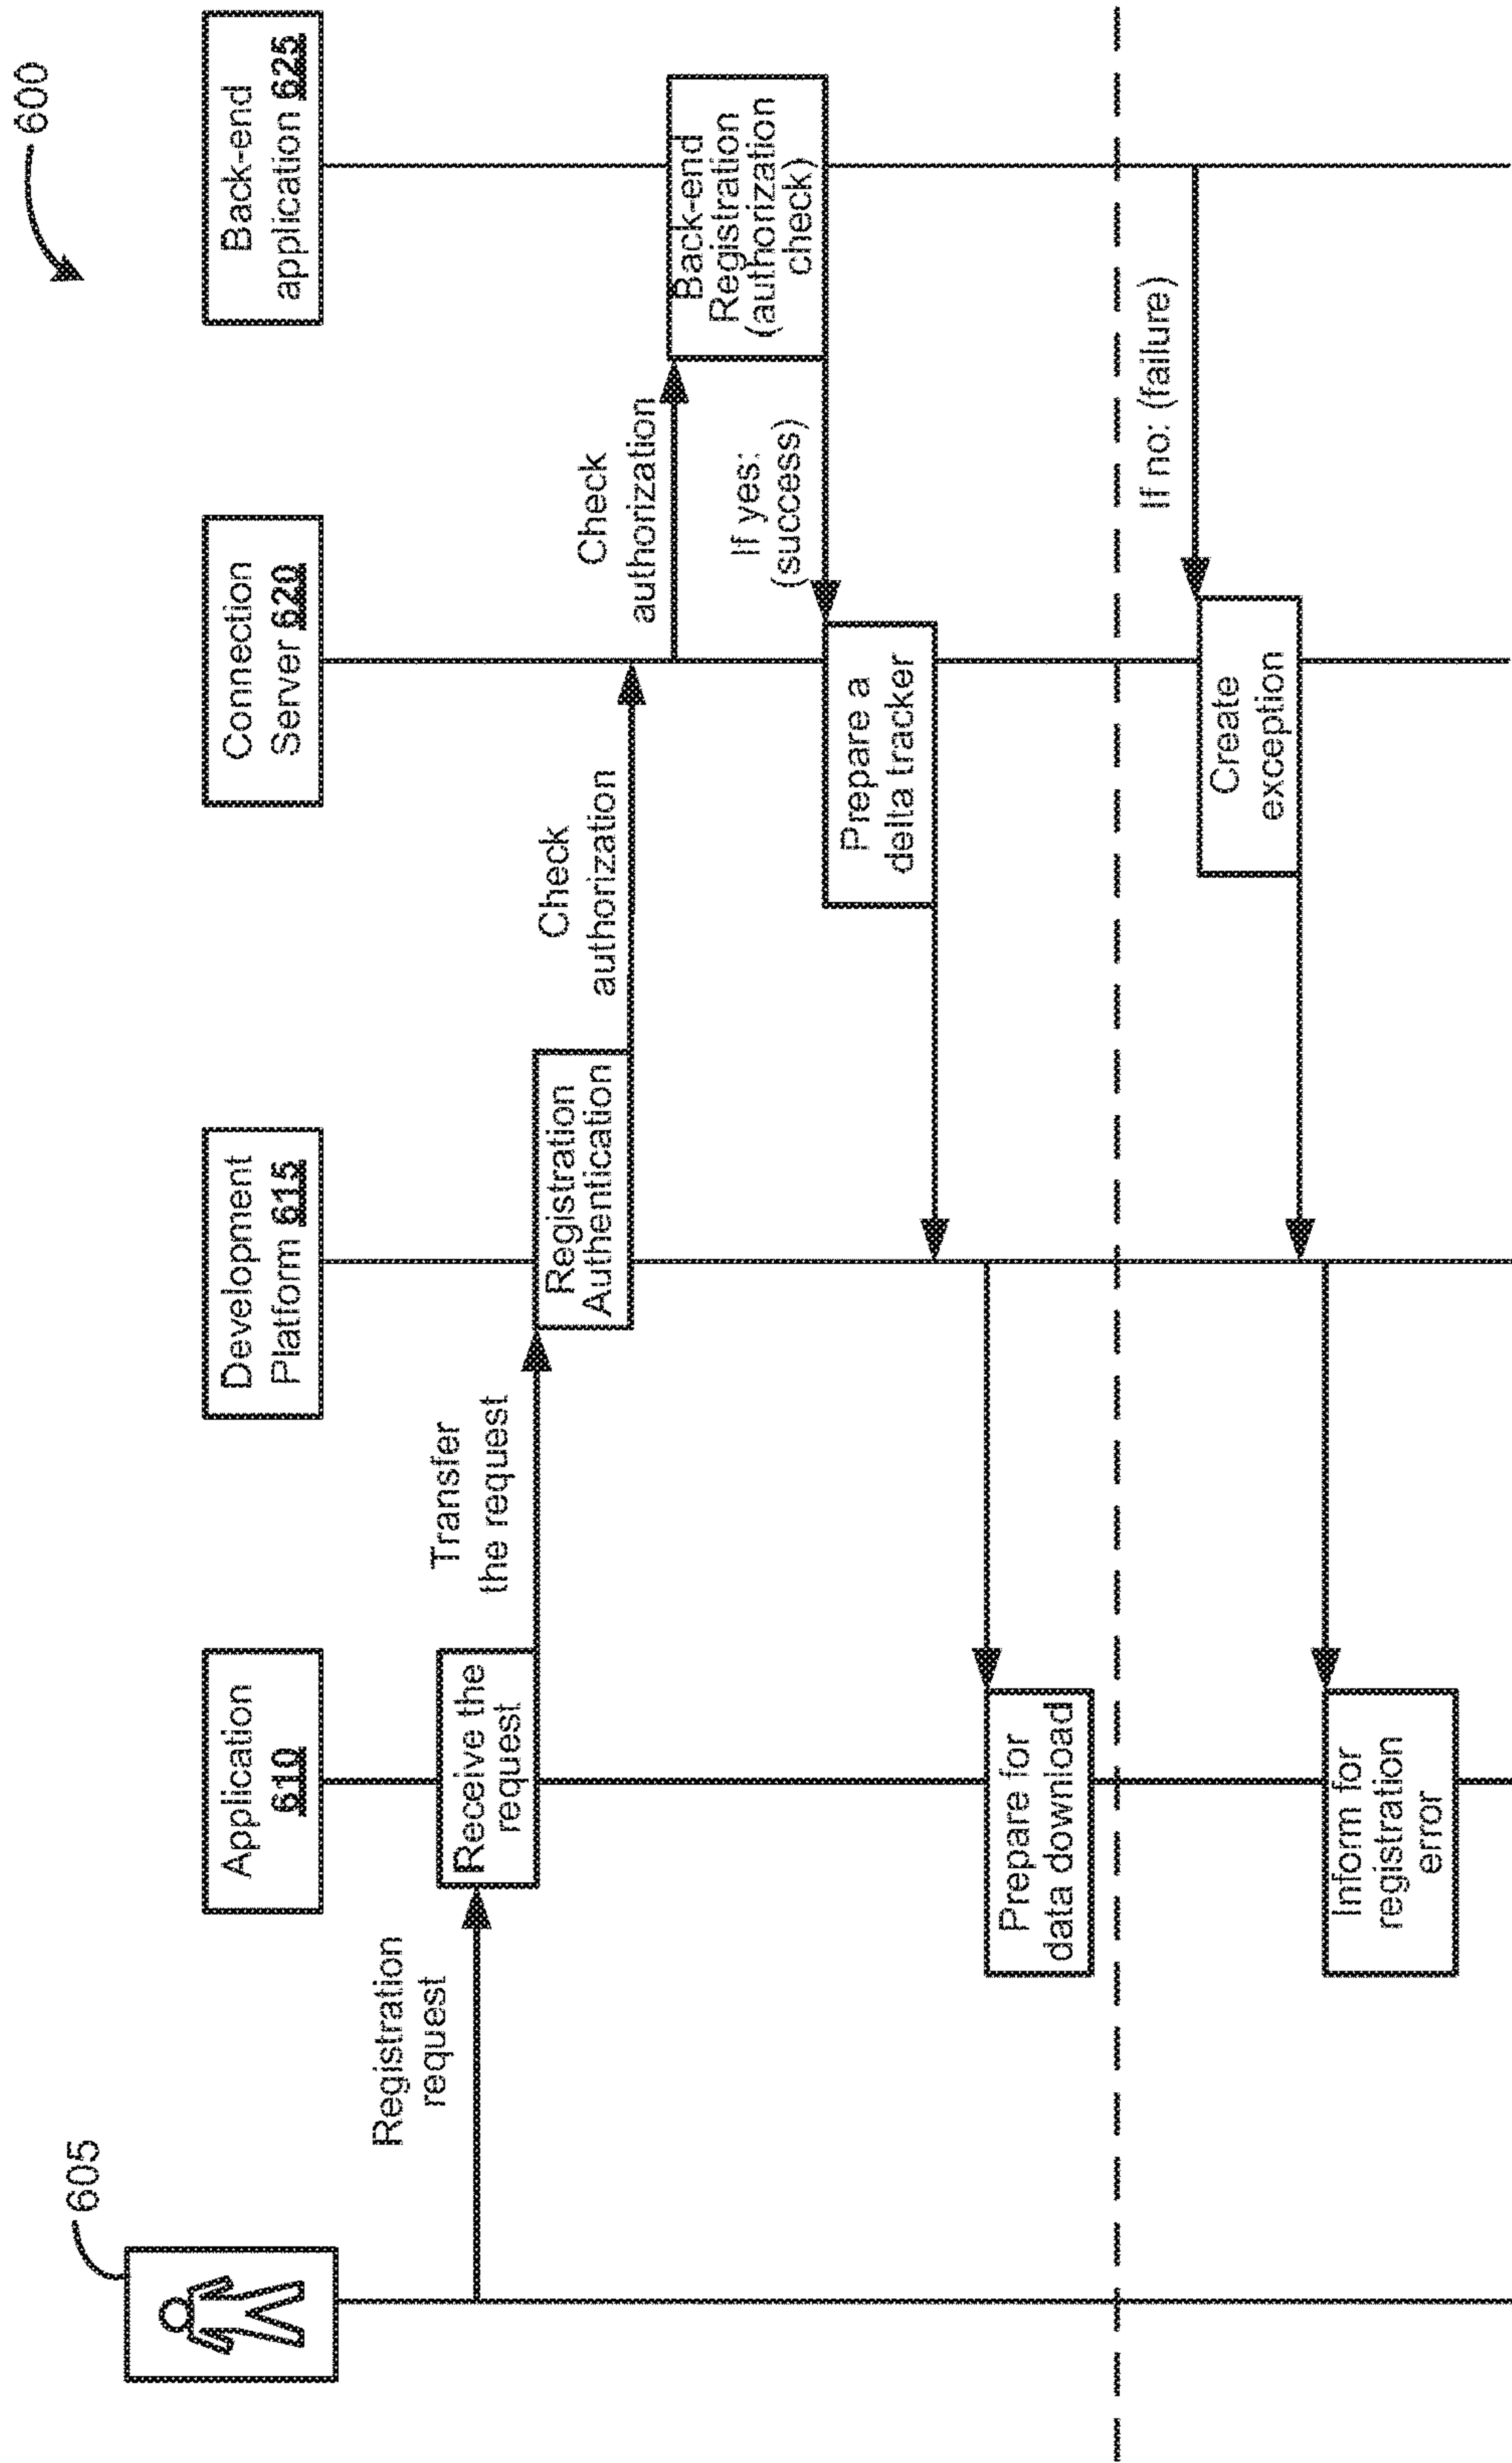 600
605
Application
610
Development
Platform 615
Connection
Server 620
Back-end
application 625
Registration
request
Receive the
request
Transfer
the request
Registration
Authentication
Check
authorization
Check
authorization
Back-end
Registration
(authorization
check)
If yes:
(success)
Prepare a
delta tracker
Prepare for
data download
If no: (failure)
Create
exception
Inform for
registration
error